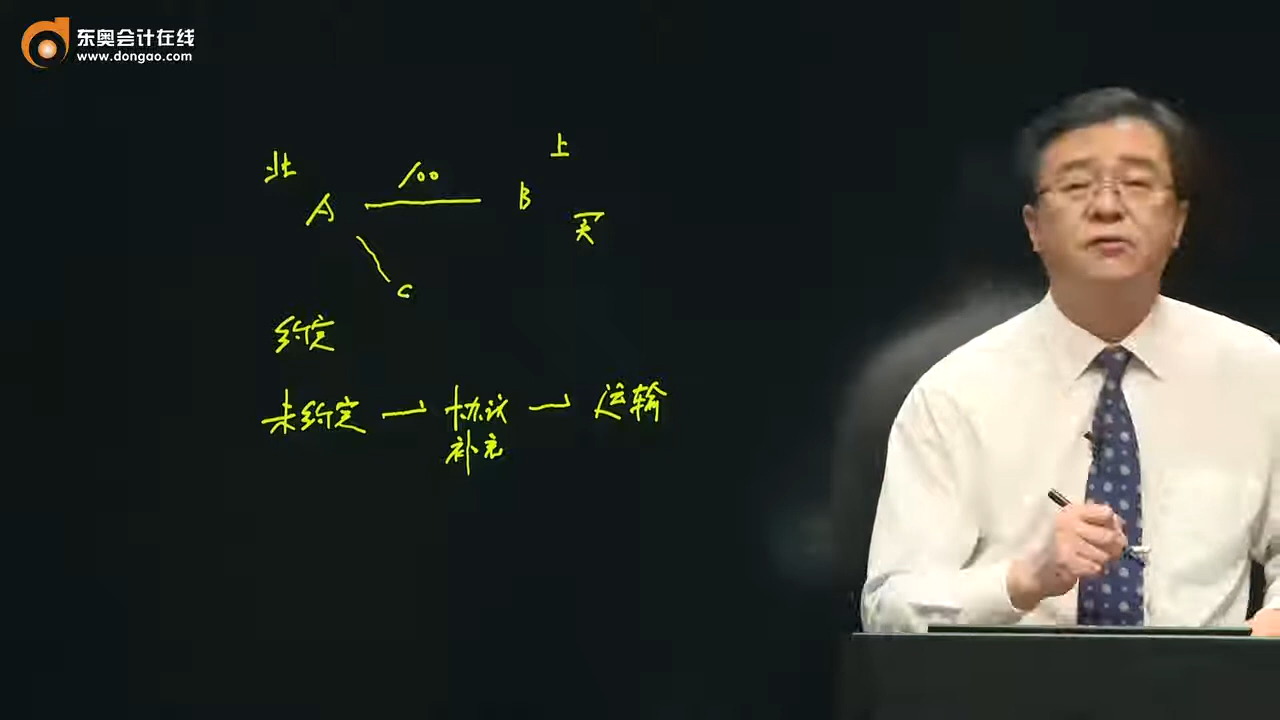 东奥会计在线
www.dongao.com
上
北
100
A
B
买
C
约定
未约定 → 协议 → 运输
补充